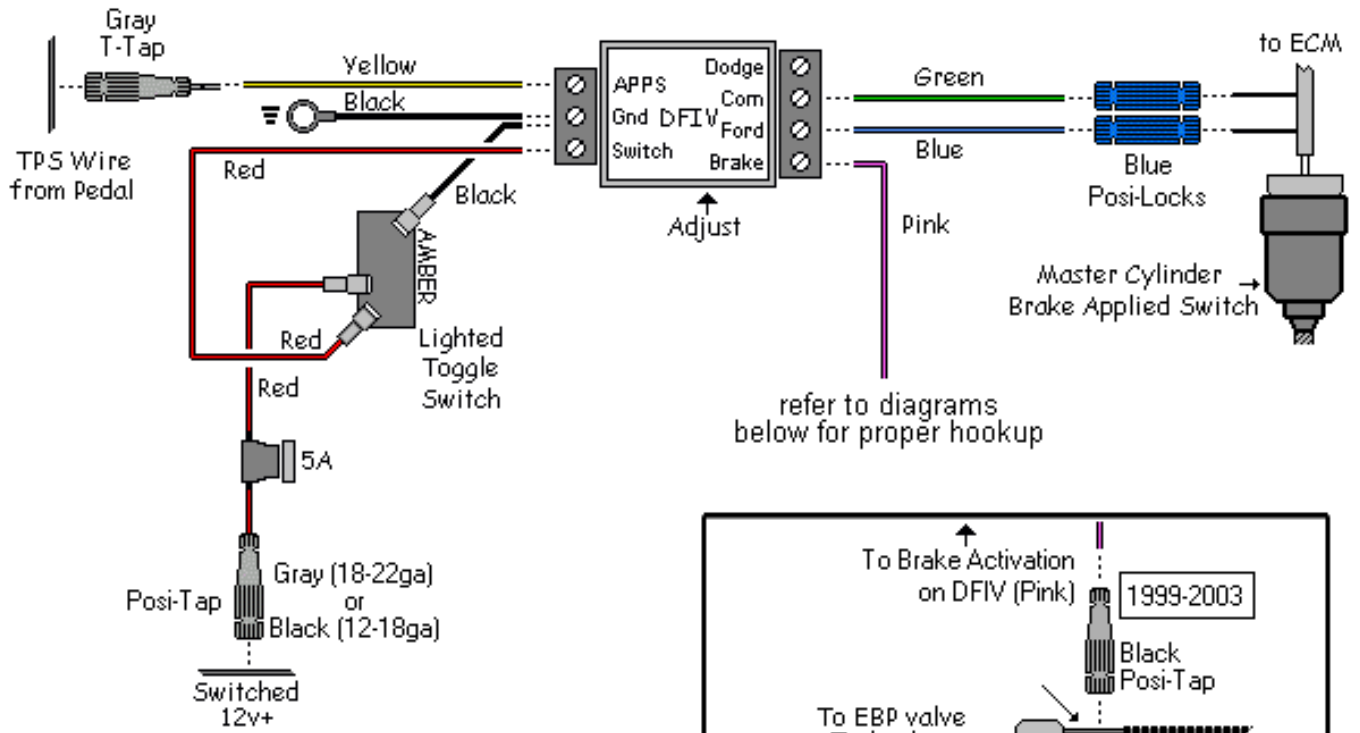 Gray
T-Tap
TPS Wire
from Pedal
Yellow
Black
Red
Black
APPS
Gnd
Switch
DFIV
Dodge
Com
Ford
Brake
Adjust
Green
Blue
Pink
Blue
Posi-Locks
to ECM
Master Cylinder
Brake Applied Switch
AMBER
Lighted
Toggle
Switch
Red
Red
5A
Posi-Tap
Gray (18-22ga)
or
Black (12-18ga)
Switched
12v+
refer to diagrams
below for proper hookup
To Brake Activation
on DFIV (Pink)
1999-2003
Black
Posi-Tap
To EBP valve